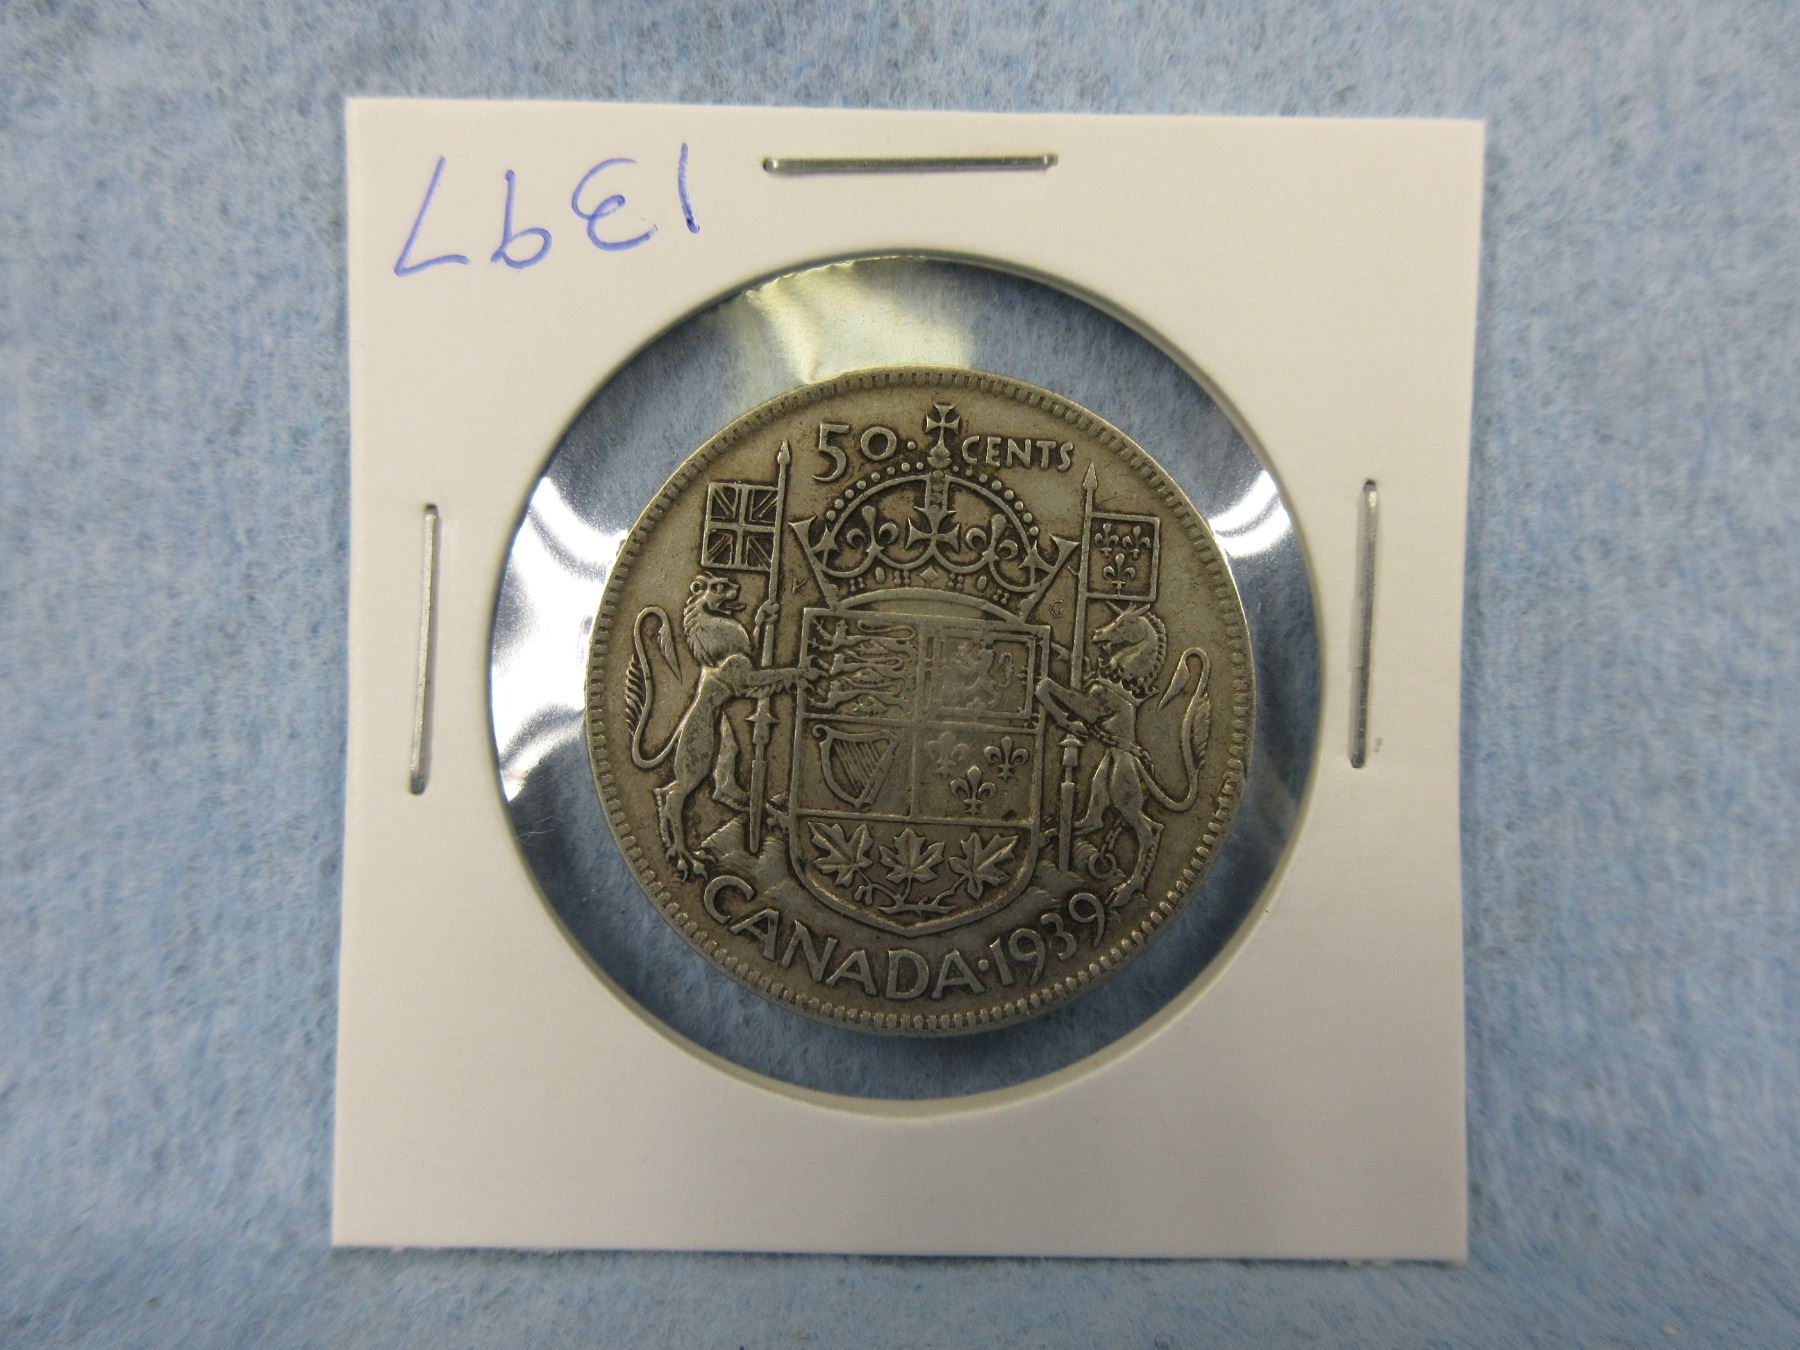 1397
50 · CENTS
K G
CANADA · 1939